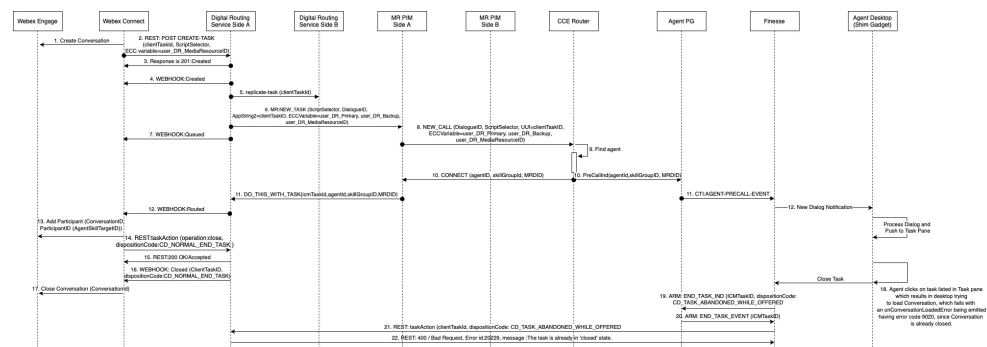 Webex Engage
Webex Connect
Digital Routing
Service Side A
Digital Routing
Service Side B
MR PIM
Side A
MR PIM
Side B
CCE Router
Agent PG
Finesse
Agent Desktop
(Shim Gadget)
1. Create Conversation
2. REST: POST CREATE-TASK
(clientTaskId, ScriptSelector,
ECC variable=user_DR_MediaResourceID)
3. Response is 201:Created
4. WEBHOOK:Created
5. replicate-task (clientTaskId)
6. MR:NEW_TASK (ScriptSelector, DialogueID,
AppString2=clientTaskId, ECCVariable=user_DR_Primary, user_DR_Backup,
user_DR_MediaResourceID)
7. WEBHOOK:Queued
8. NEW_CALL (DialogueID, ScriptSelector, UUI=clientTaskID,
ECCVariable=user_DR_Primary, user_DR_Backup,
user_DR_MediaResourceID)
9. Find agent
10. CONNECT (agentID, skillGroupId, MRDID)
10. PreCallInd(agentId,skillGroupID, MRDID)
11. DO_THIS_WITH_TASK(icmTaskId,agentId,skillGroupID,MRDID)
11. CTI:AGENT-PRECALL-EVENT
12. WEBHOOK:Routed
12. New Dialog Notification
13. Add Participant (ConversationID,
ParticipantID (AgentSkillTargetID))
Process Dialog and
Push to Task Pane
14. REST:taskAction (operation:close,
dispositionCode:CD_NORMAL_END_TASK )
15. REST:200 OK/Accepted
16. WEBHOOK: Closed (ClientTaskID,
dispositionCode:CD_NORMAL_END_TASK)
Close Task
17. Close Conversation (ConversationId)
18. Agent clicks on task listed in Task pane
which results in desktop trying
to load Conversation, which fails with
an onConversationLoadedError being emitted
having error code 9020, since Conversation
is already closed.
19. ARM: END_TASK_IND (ICMTaskID, dispositionCode:
CD_TASK_ABANDONED_WHILE_OFFERED
20. ARM: END_TASK_EVENT (ICMTaskID)
21. REST: taskAction (clientTaskId, dispositionCode: CD_TASK_ABANDONED_WHILE_OFFERED
22. REST: 400 / Bad Request, Error id:20229, message :The task is already in 'closed' state.